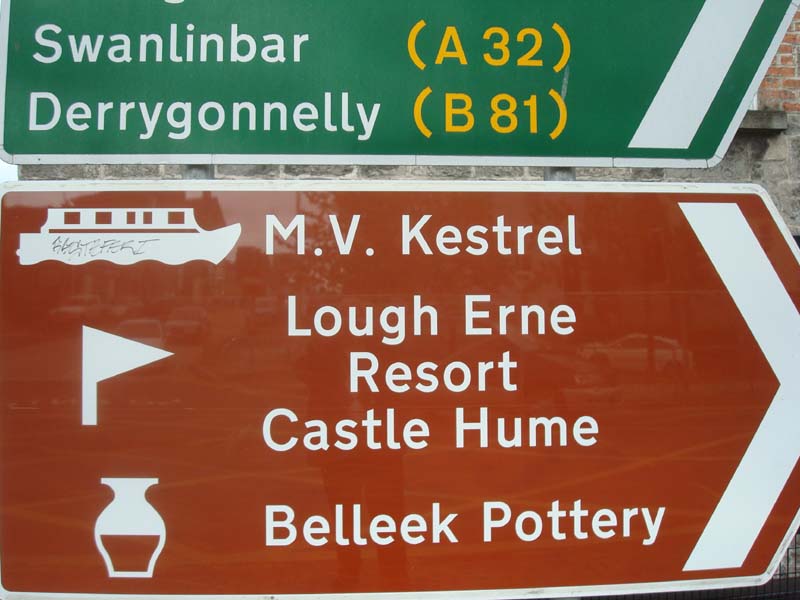 Swanlinbar (A 32)
Derrygonnelly (B 81)
M.V. Kestrel
Lough Erne
Resort
Castle Hume
Belleek Pottery